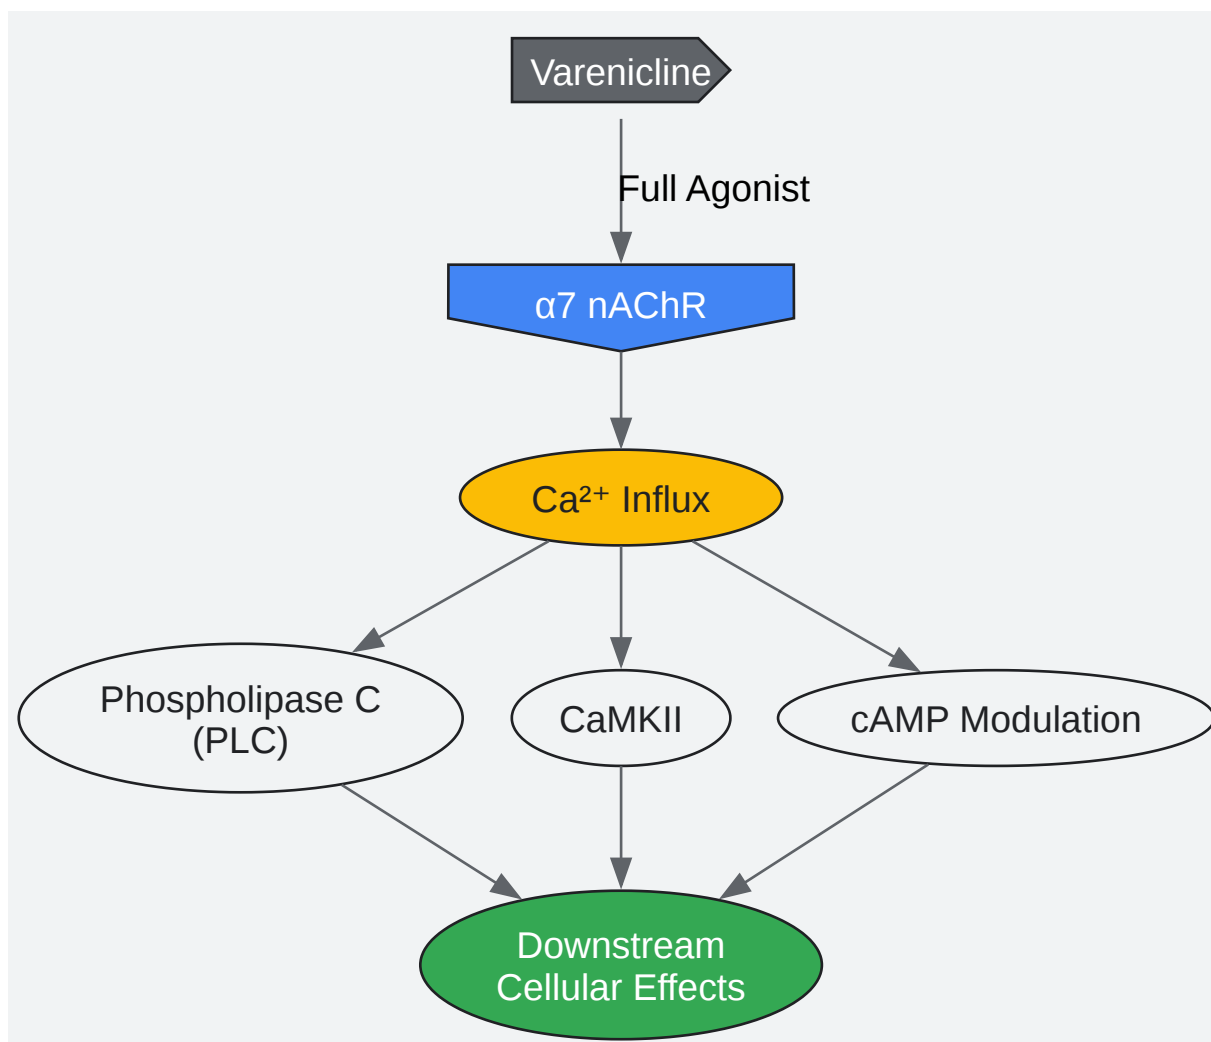 Varenicline
Full Agonist
α7 nAChR
Ca²⁺ Influx
Phospholipase C
(PLC)
CaMKII
cAMP Modulation
Downstream
Cellular Effects